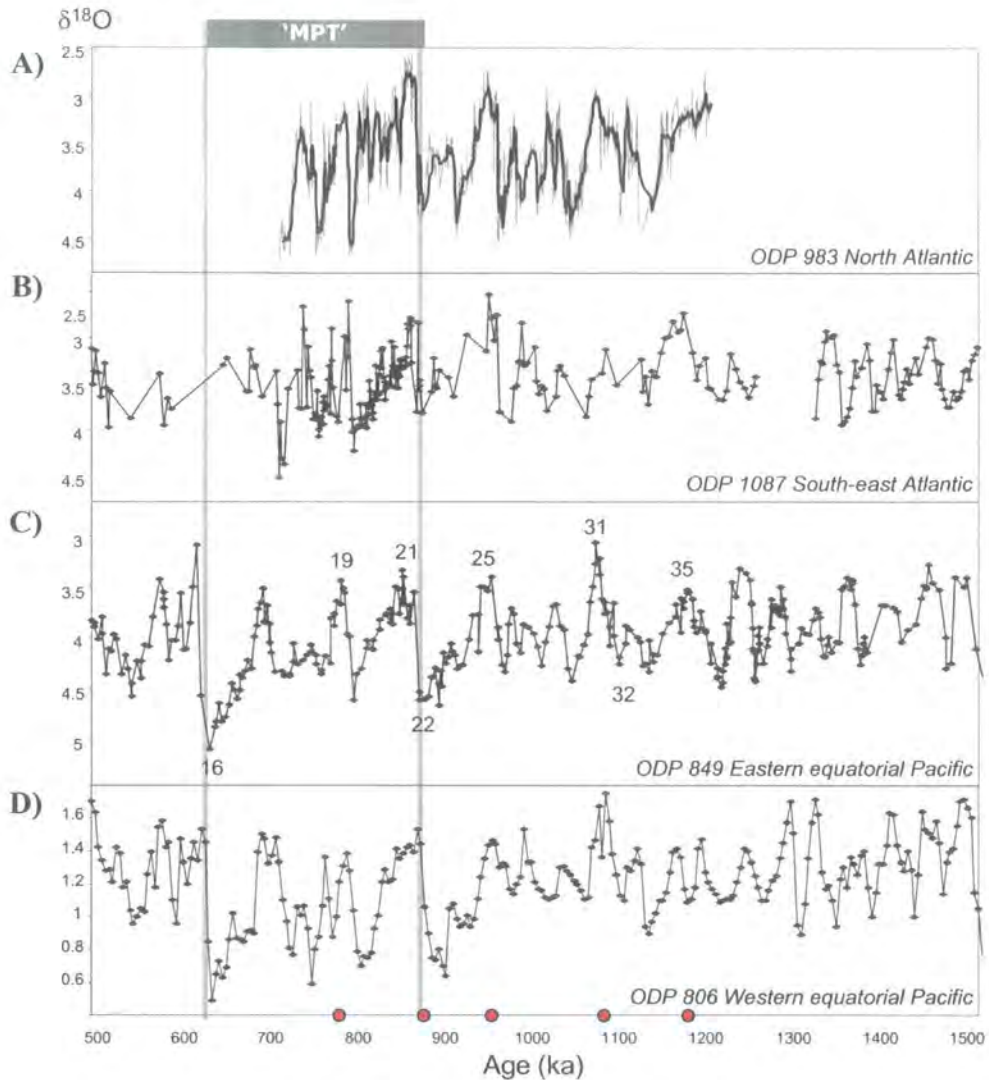 δ¹⁸O
'MPT'
A)
2.5
3
3.5
4
4.5
ODP 983 North Atlantic
B)
2.5
3
3.5
4
4.5
ODP 1087 South-east Atlantic
C)
3
3.5
4
4.5
5
16
19
21
22
25
31
32
35
ODP 849 Eastern equatorial Pacific
D)
1.6
1.4
1.2
1
0.8
0.6
ODP 806 Western equatorial Pacific
500 600 700 800 900 1000 1100 1200 1300 1400 1500
Age (ka)